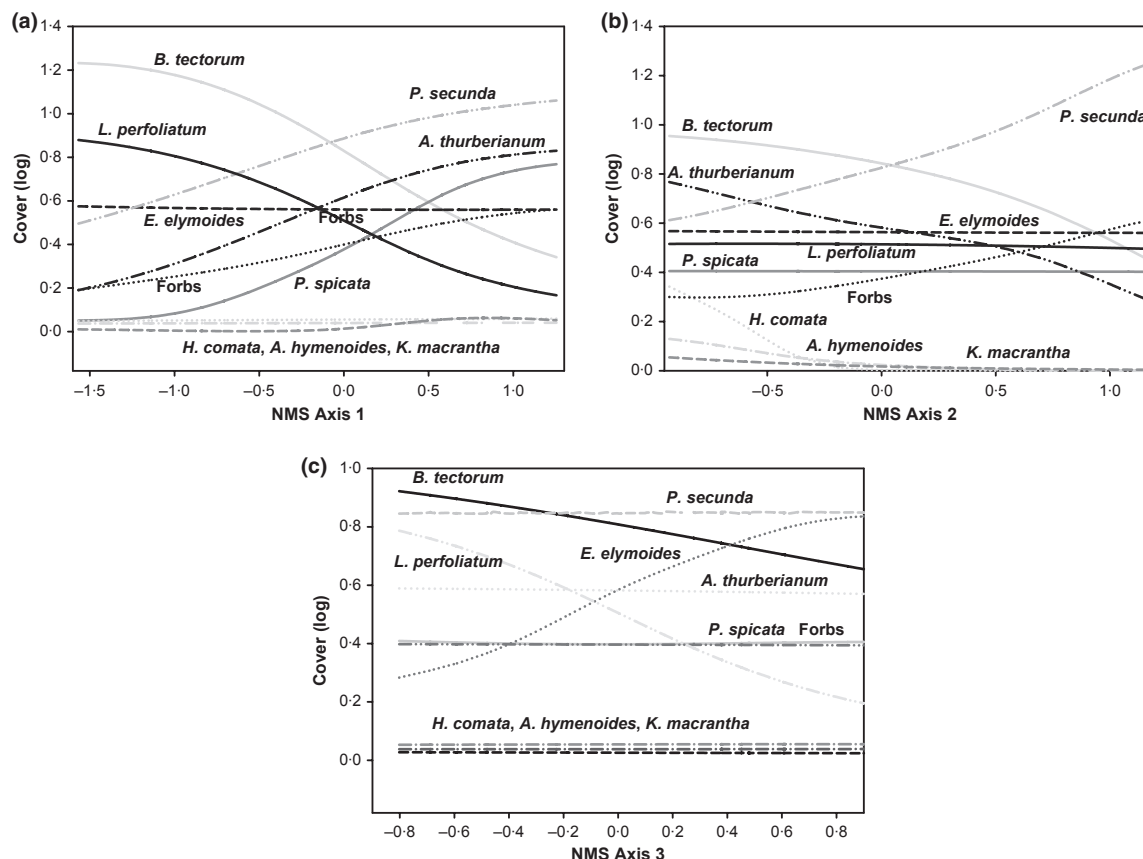 (a)
1·4
1·2
1·0
0·8
0·6
0·4
0·2
0·0
Cover (log)
B. tectorum
P. secunda
L. perfoliatum
A. thurberianum
E. elymoides
Forbs
Forbs
P. spicata
H. comata, A. hymenoides, K. macrantha
–1·5 –1·0 –0·5 0·0 0·5 1·0
NMS Axis 1
(b)
1·4
1·2
1·0
0·8
0·6
0·4
0·2
0·0
Cover (log)
P. secunda
B. tectorum
A. thurberianum
E. elymoides
L. perfoliatum
P. spicata
Forbs
H. comata
A. hymenoides
K. macrantha
–0·5 0·0 0·5 1·0
NMS Axis 2
(c)
1·0
0·8
0·6
0·4
0·2
0·0
Cover (log)
B. tectorum
P. secunda
L. perfoliatum
E. elymoides
A. thurberianum
P. spicata Forbs
H. comata, A. hymenoides, K. macrantha
–0·8 –0·6 –0·4 –0·2 0·0 0·2 0·4 0·6 0·8
NMS Axis 3